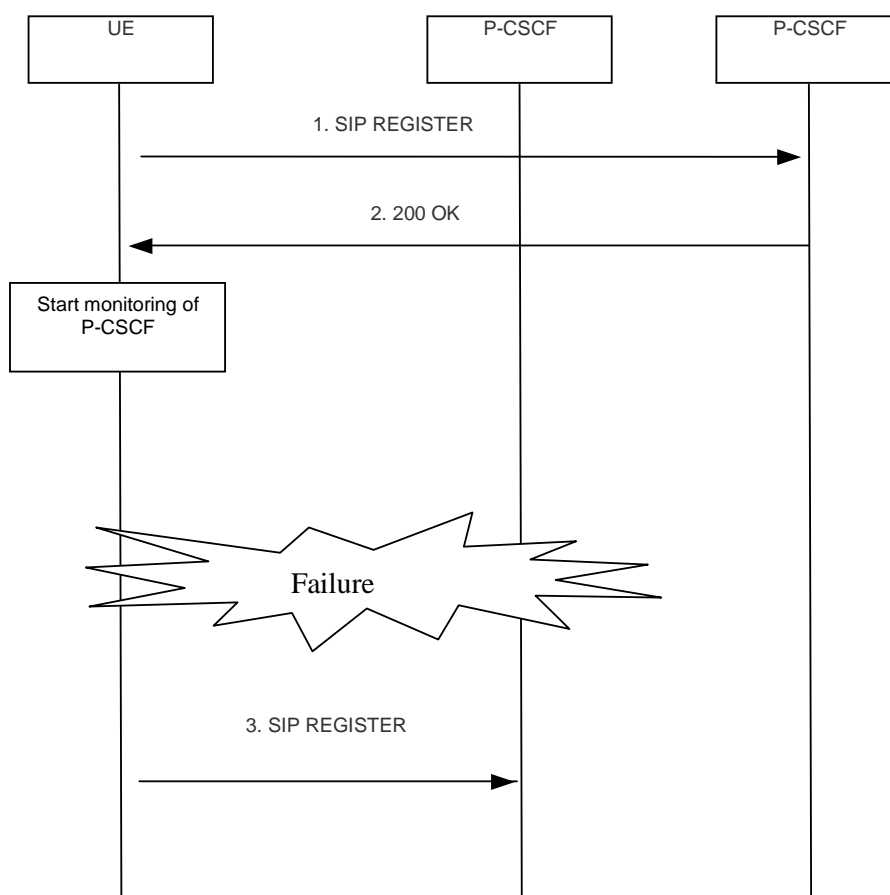 UE
P-CSCF
P-CSCF
1. SIP REGISTER
2. 200 OK
Start monitoring of
P-CSCF
Failure
3. SIP REGISTER